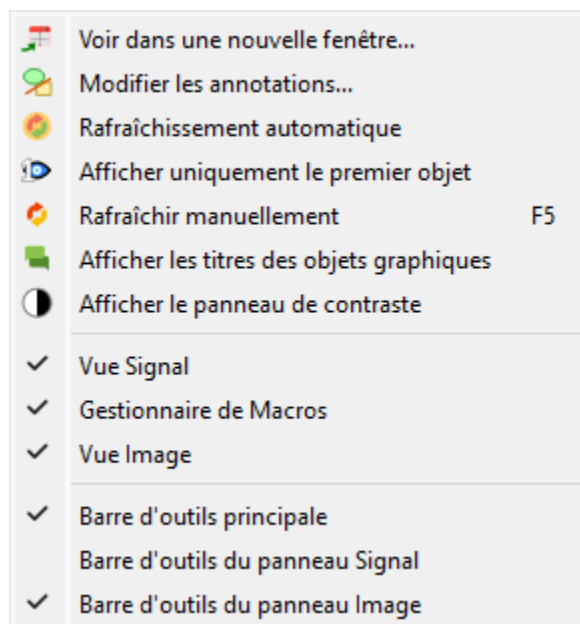 Voir dans une nouvelle fenêtre...
Modifier les annotations...
Rafraîchissement automatique
Afficher uniquement le premier objet
Rafraîchir manuellement F5
Afficher les titres des objets graphiques
Afficher le panneau de contraste
Vue Signal
Gestionnaire de Macros
Vue Image
Barre d'outils principale
Barre d'outils du panneau Signal
Barre d'outils du panneau Image